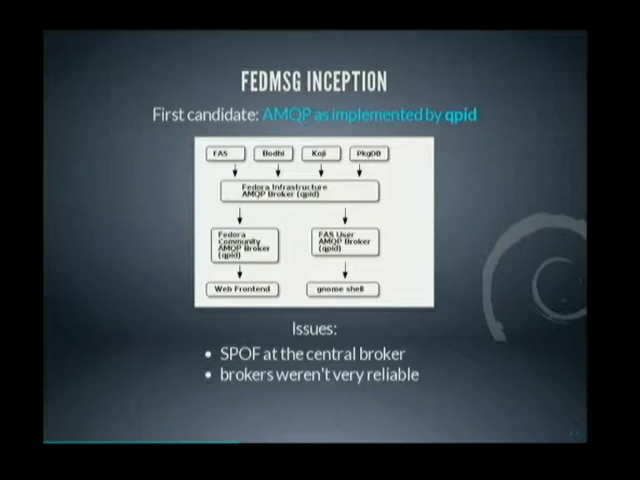 FEDMSG INCEPTION
First candidate: AMQP as implemented by qpid
FAS
Bodhi
Koji
PkgDB
Fedora Infrastructure
AMQP Broker (qpid)
Fedora
Community
AMQP Broker
(qpid)
FAS User
AMQP Broker
(qpid)
Web Frontend
gnome shell
Issues:
• SPOF at the central broker
• brokers weren't very reliable